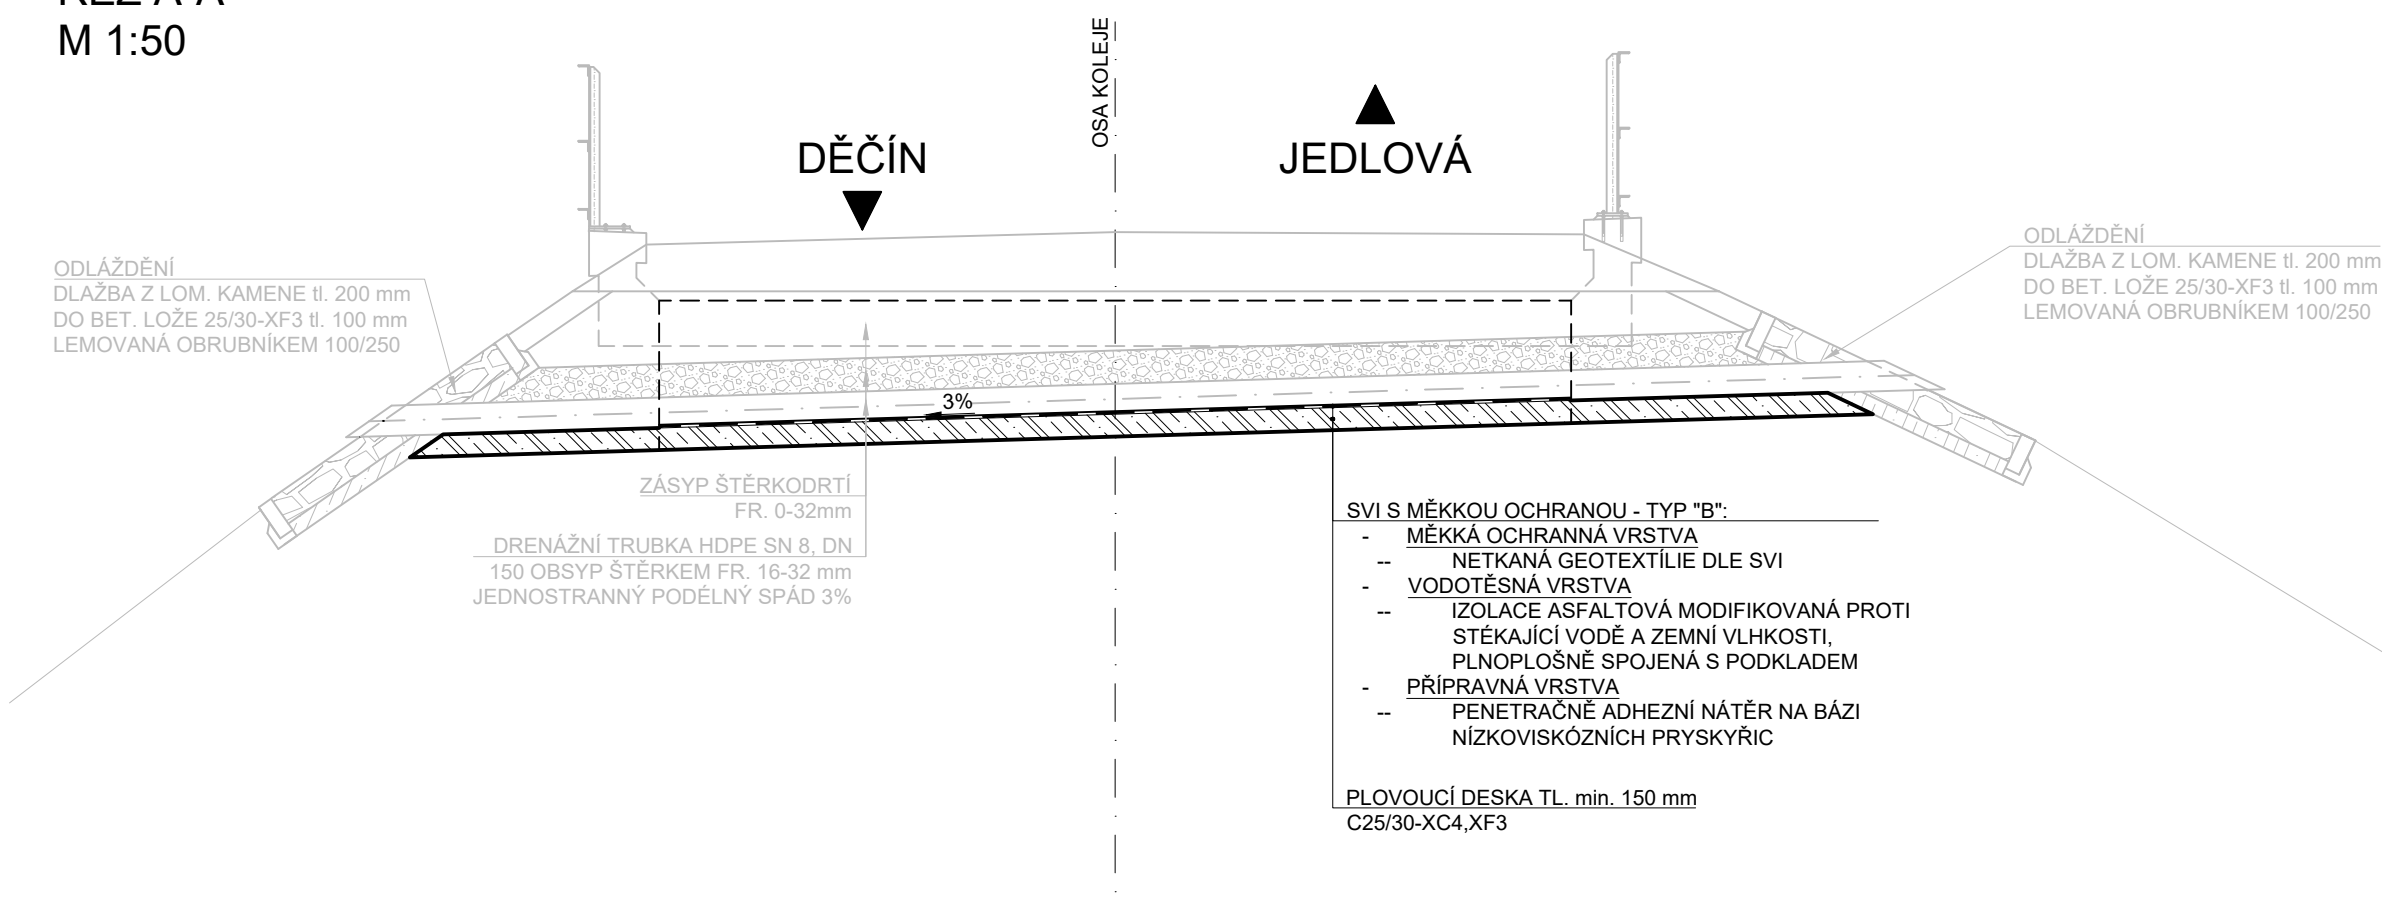 M 1:50
OSA KOLEJE
DĚČÍN
JEDLOVÁ
ODLÁŽDĚNÍ
DLAŽBA Z LOM. KAMENE tl. 200 mm
DO BET. LOŽE 25/30-XF3 tl. 100 mm
LEMOVANÁ OBRUBNÍKEM 100/250
ODLÁŽDĚNÍ
DLAŽBA Z LOM. KAMENE tl. 200 mm
DO BET. LOŽE 25/30-XF3 tl. 100 mm
LEMOVANÁ OBRUBNÍKEM 100/250
3%
ZÁSYP ŠTĚRKODRTÍ
FR. 0-32mm
DRENÁŽNÍ TRUBKA HDPE SN 8, DN
150 OBSYP ŠTĚRKEM FR. 16-32 mm
JEDNOSTRANNÝ PODÉLNÝ SPÁD 3%
SVI S MĚKKOU OCHRANOU - TYP "B":
- MĚKKÁ OCHRANNÁ VRSTVA
-- NETKANÁ GEOTEXTÍLIE DLE SVI
- VODOTĚSNÁ VRSTVA
-- IZOLACE ASFALTOVÁ MODIFIKOVANÁ PROTI
STÉKAJÍCÍ VODĚ A ZEMNÍ VLHKOSTI,
PLNOPLOŠNĚ SPOJENÁ S PODKLADEM
- PŘÍPRAVNÁ VRSTVA
-- PENETRAČNĚ ADHEZNÍ NÁTĚR NA BÁZI
NÍZKOVISKÓZNÍCH PRYSKYŘIC
PLOVOUCÍ DESKA TL. min. 150 mm
C25/30-XC4,XF3